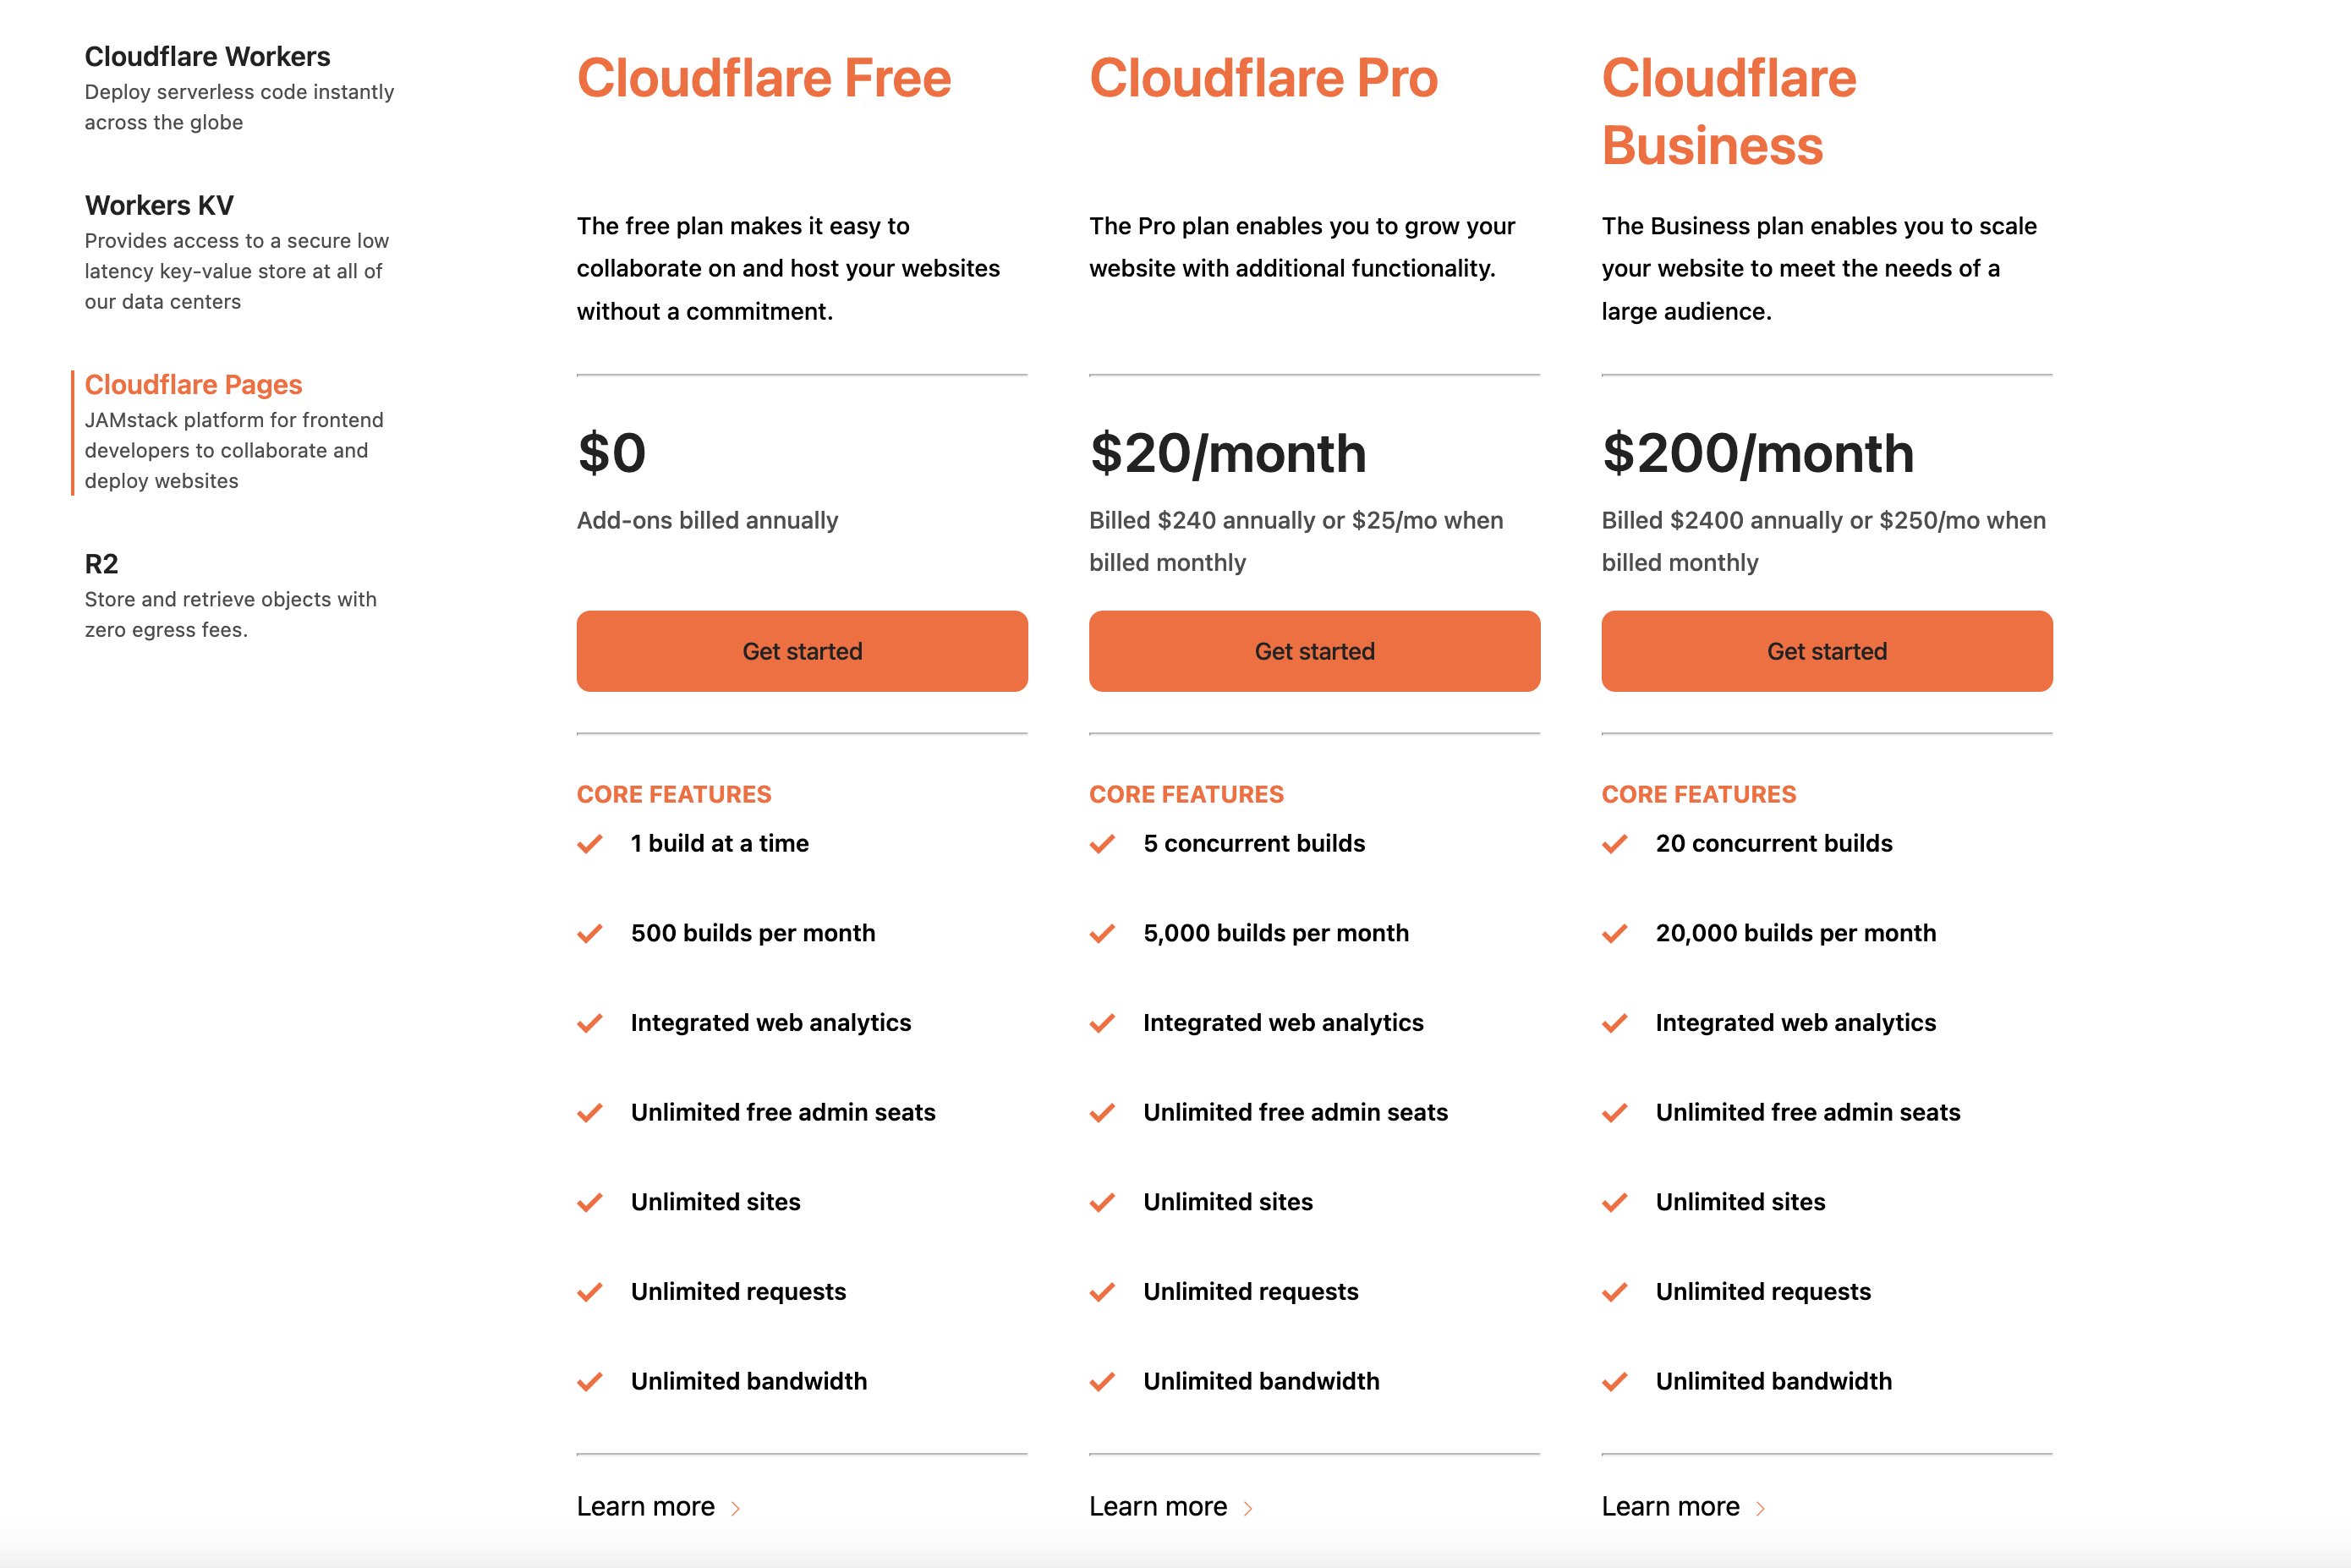 Cloudflare Workers
Deploy serverless code instantly
across the globe
Workers KV
Provides access to a secure low
latency key-value store at all of
our data centers
Cloudflare Pages
JAMstack platform for frontend
developers to collaborate and
deploy websites
R2
Store and retrieve objects with
zero egress fees.
Cloudflare Free
The free plan makes it easy to
collaborate on and host your websites
without a commitment.
$0
Add-ons billed annually
Get started
CORE FEATURES
1 build at a time
500 builds per month
Integrated web analytics
Unlimited free admin seats
Unlimited sites
Unlimited requests
Unlimited bandwidth
Learn more
Cloudflare Pro
The Pro plan enables you to grow your
website with additional functionality.
$20/month
Billed $240 annually or $25/mo when
billed monthly
Get started
CORE FEATURES
5 concurrent builds
5,000 builds per month
Integrated web analytics
Unlimited free admin seats
Unlimited sites
Unlimited requests
Unlimited bandwidth
Learn more
Cloudflare
Business
The Business plan enables you to scale
your website to meet the needs of a
large audience.
$200/month
Billed $2400 annually or $250/mo when
billed monthly
Get started
CORE FEATURES
20 concurrent builds
20,000 builds per month
Integrated web analytics
Unlimited free admin seats
Unlimited sites
Unlimited requests
Unlimited bandwidth
Learn more